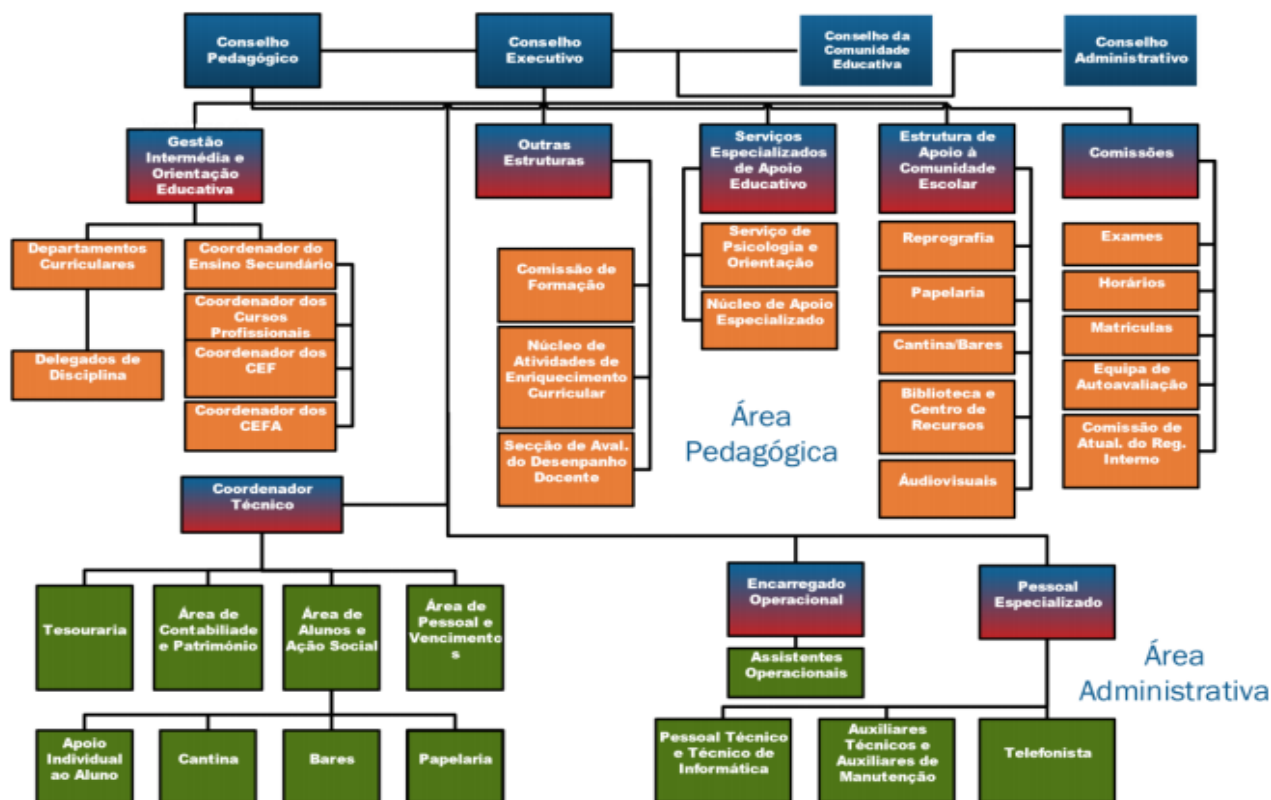 Conselho
Pedagógico
Conselho
Executivo
Conselho da
Comunidade
Educativa
Conselho
Administrativo
Gestão
Intermédia e
Orientação
Educativa
Outras
Estruturas
Serviços
Especializados
de Apoio
Educativo
Estrutura de
Apoio à
Comunidade
Escolar
Comissões
Departamentos
Curriculares
Delegados de
Disciplina
Coordenador do
Ensino Secundário
Coordenador dos
Cursos
Profissionais
Coordenador dos
CEF
Coordenador dos
CEFA
Comissão de
Formação
Núcleo de
Atividades de
Enriquecimento
Curricular
Secção de Aval.
do Desenpanho
Docente
Serviço de
Psicologia e
Orientação
Núcleo de Apoio
Especializado
Reprografia
Papelaria
Cantina/Bares
Biblioteca e
Centro de
Recursos
Áudiovisuais
Exames
Horários
Matriculas
Equipa de
Autoavaliação
Comissão de
Atual. do Reg.
Interno
Área
Pedagógica
Coordenador
Técnico
Tesouraria
Área de
Contabiliade
e Património
Área de
Alunos e
Ação Social
Área de
Pessoal e
Vencimento
s
Apoio
Individual
ao Aluno
Cantina
Bares
Papelaria
Encarregado
Operacional
Assistentes
Operacionais
Pessoal
Especializado
Pessoal Técnico
e Técnico de
Informática
Auxiliares
Técnicos e
Auxiliares de
Manutenção
Telefonista
Área
Administrativa